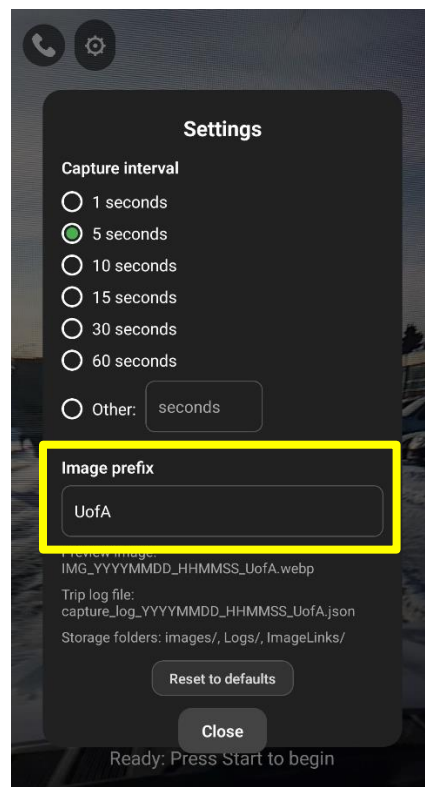 Settings
Capture interval
1 seconds
5 seconds
10 seconds
15 seconds
30 seconds
60 seconds
Other: seconds
Image prefix
UofA
Preview image:
IMG_YYYYMMDD_HHMMSS_UofA.webp
Trip log file:
capture_log_YYYYMMDD_HHMMSS_UofA.json
Storage folders: images/, Logs/, ImageLinks/
Reset to defaults
Close
Ready: Press Start to begin